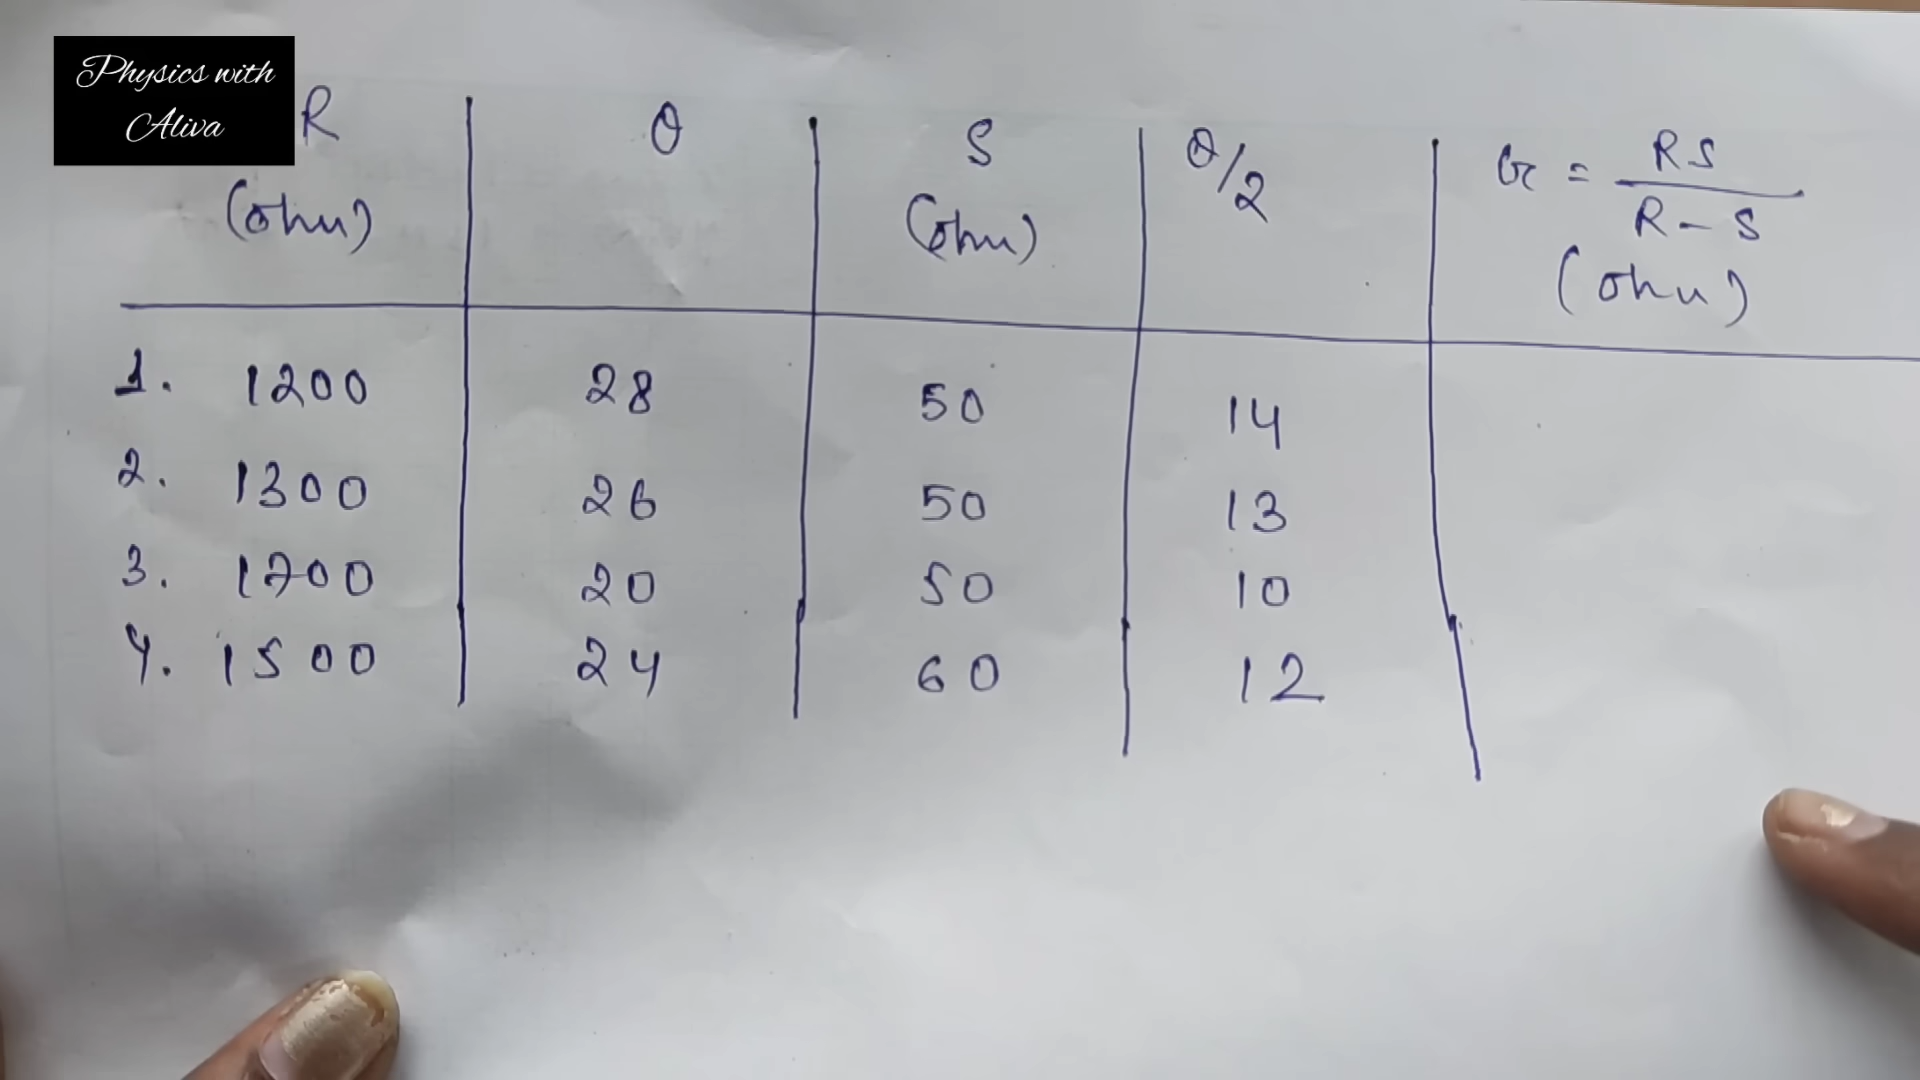 Physics with
Aliva
R θ S θ/2 G = RS
R - S
(ohm) (ohm) (ohm)
1. 1200 28 50 14
2. 1300 26 50 13
3. 1700 20 50 10
4. 1500 24 60 12